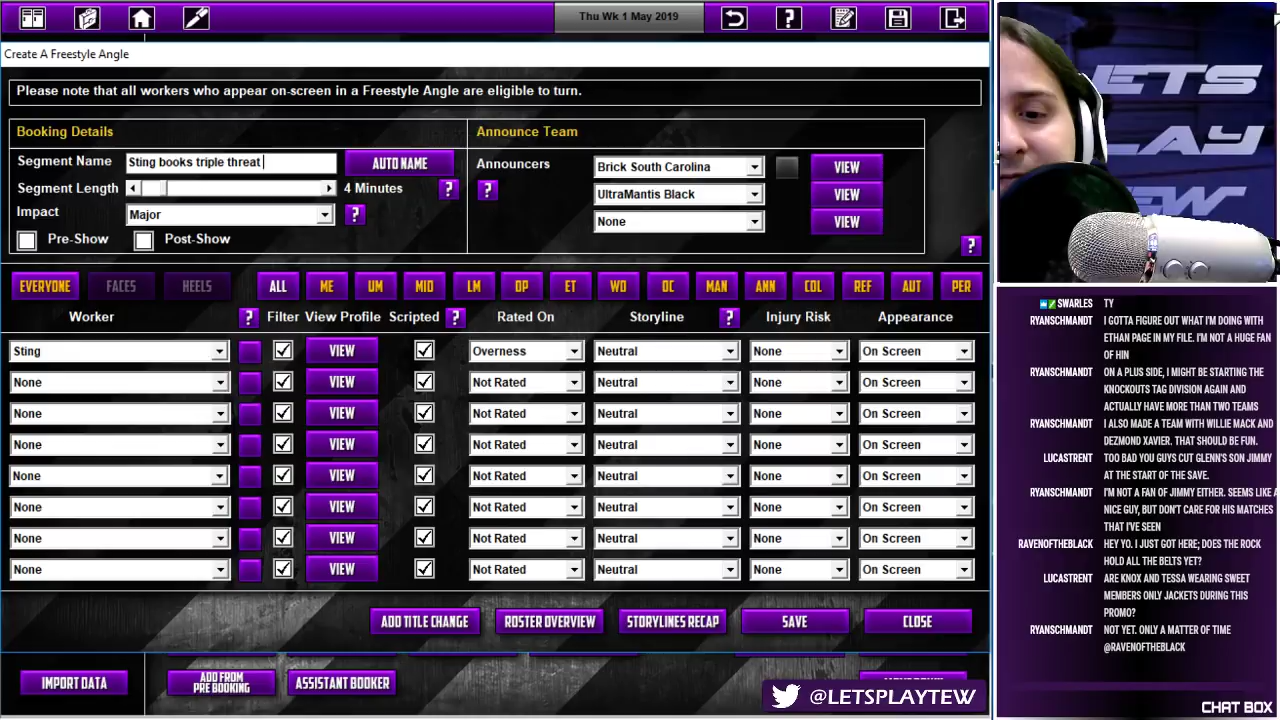 Thu Wk 1 May 2019
Create A Freestyle Angle
Please note that all workers who appear on-screen in a Freestyle Angle are eligible to turn.
Booking Details
Announce Team
Segment Name
Sting books triple threat
AUTO NAME
Announcers
Brick South Carolina
VIEW
Segment Length
4 Minutes
?
?
UltraMantis Black
VIEW
Impact
Major
?
None
VIEW
Pre-Show
Post-Show
?
EVERYONE FACES HEELS ALL ME UM MID LM OP ET WO OC MAN ANN COL REF AUT PER
Worker ? Filter View Profile Scripted ? Rated On Storyline ? Injury Risk Appearance
Sting VIEW Overness Neutral None On Screen
None VIEW Not Rated Neutral None On Screen
None VIEW Not Rated Neutral None On Screen
None VIEW Not Rated Neutral None On Screen
None VIEW Not Rated Neutral None On Screen
None VIEW Not Rated Neutral None On Screen
None VIEW Not Rated Neutral None On Screen
None VIEW Not Rated Neutral None On Screen
ADD TITLE CHANGE ROSTER OVERVIEW STORYLINES RECAP SAVE CLOSE
IMPORT DATA
ADD FROM
PRE BOOKING
ASSISTANT BOOKER
@LETSPLAYTEW
LETS
PLAY
TEW
SWARLES TY
RYANSCHMANDT I GOTTA FIGURE OUT WHAT I'M DOING WITH
ETHAN PAGE IN MY FILE. I'M NOT A HUGE FAN
OF HIN
RYANSCHMANDT ON A PLUS SIDE, I MIGHT BE STARTING THE
KNOCKOUTS TAG DIVISION AGAIN AND
ACTUALLY HAVE MORE THAN TWO TEAMS
RYANSCHMANDT I ALSO MADE A TEAM WITH WILLIE MACK AND
DEZMOND XAVIER. THAT SHOULD BE FUN.
LUCASTRENT TOO BAD YOU GUYS CUT GLENN'S SON JIMMY
AT THE START OF THE SAVE.
RYANSCHMANDT I'M NOT A FAN OF JIMMY EITHER. SEEMS LIKE A
NICE GUY, BUT DON'T CARE FOR HIS MATCHES
THAT I'VE SEEN
RAVENOFTHEBLACK HEY YO. I JUST GOT HERE; DOES THE ROCK
HOLD ALL THE BELTS YET?
LUCASTRENT ARE KNOX AND TESSA WEARING SWEET
MEMBERS ONLY JACKETS DURING THIS
PROMO?
RYANSCHMANDT NOT YET. ONLY A MATTER OF TIME
@RAVENOFTHEBLACK
CHAT BOX